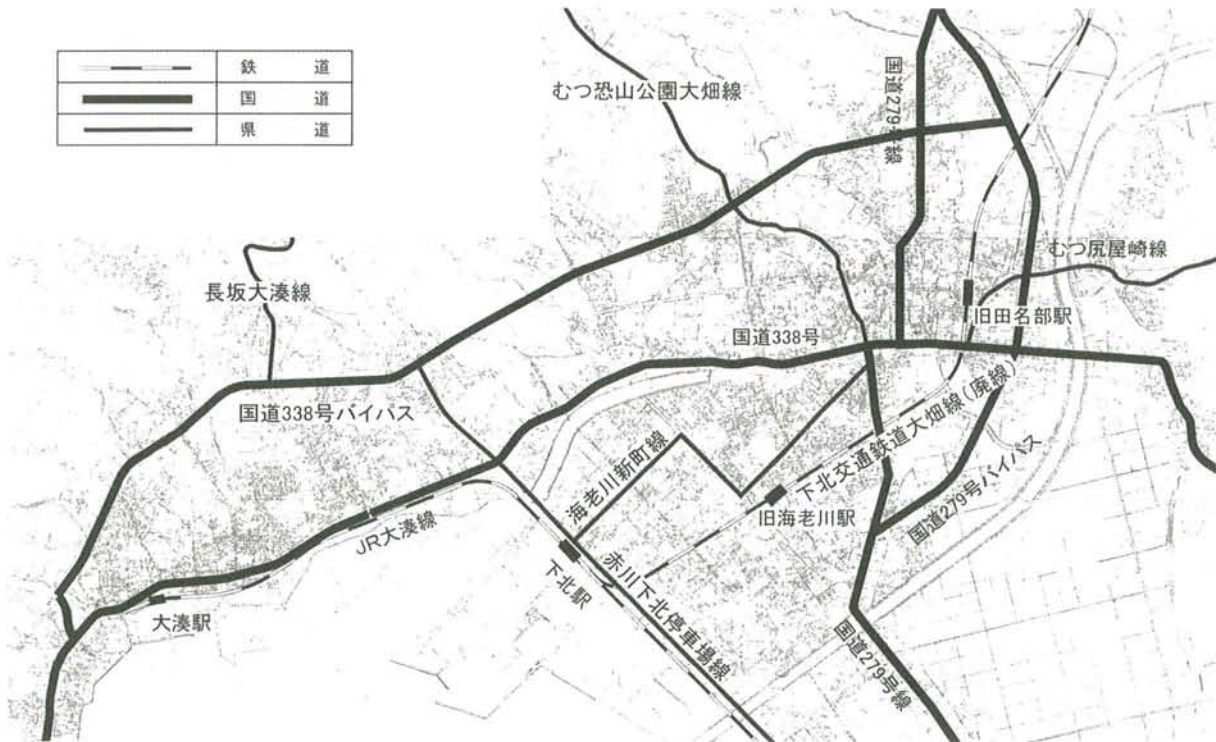 鉄道
国道
県道
むつ恐山公園大畑線
国道279号線
むつ尻屋崎線
長坂大湊線
旧田名部駅
国道338号
国道338号バイパス
下北交通鉄道大畑線(廃線)
海老川新町線
国道279号バイパス
旧海老川駅
JR大湊線
赤川下北停車場線
下北駅
大湊駅
国道279号線